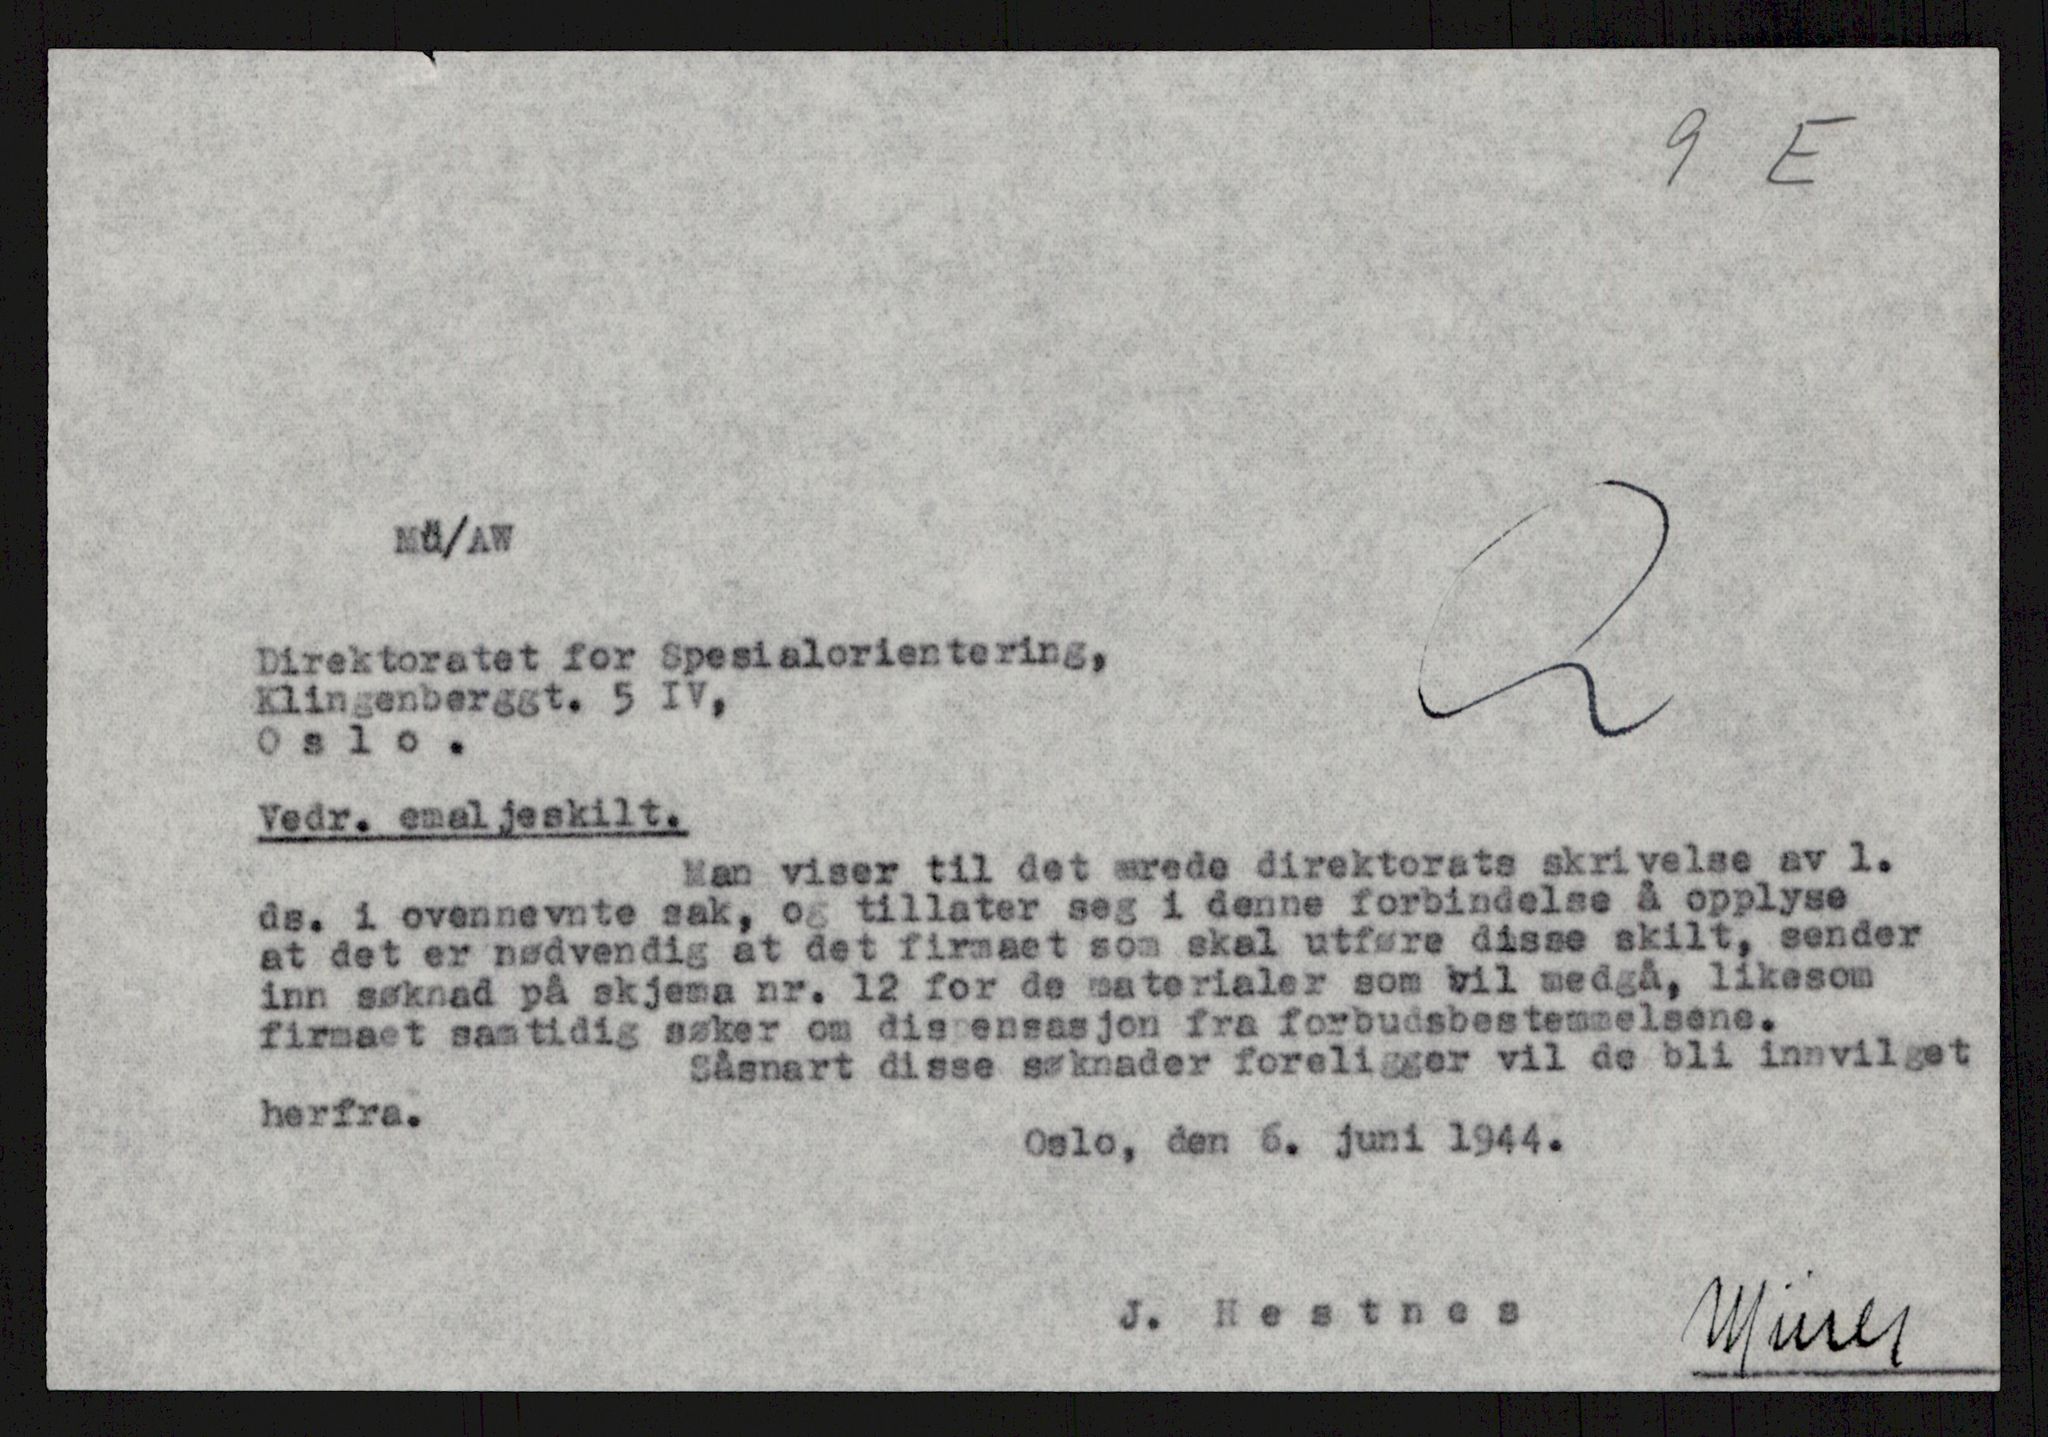 9 E
Mü/AW
Direktoratet for Spesialorientering,
Klingenberggt. 5 IV,
O s l o .
Vedr. emaljeskilt.
Man viser til det ærede direktorats skrivelse av 1.
ds. i ovennevnte sak, og tillater seg i denne forbindelse å opplyse
at det er nødvendig at det firmaet som skal utføre disse skilt, sender
inn søknad på skjema nr. 12 for de materialer som vil medgå, likesom
firmaet samtidig søker om dispensasjon fra forbudsbestemmelsene.
Såsnart disse søknader foreligger vil de bli innvilget
herfra.
Oslo, den 6. juni 1944.
J. H e s t n e s